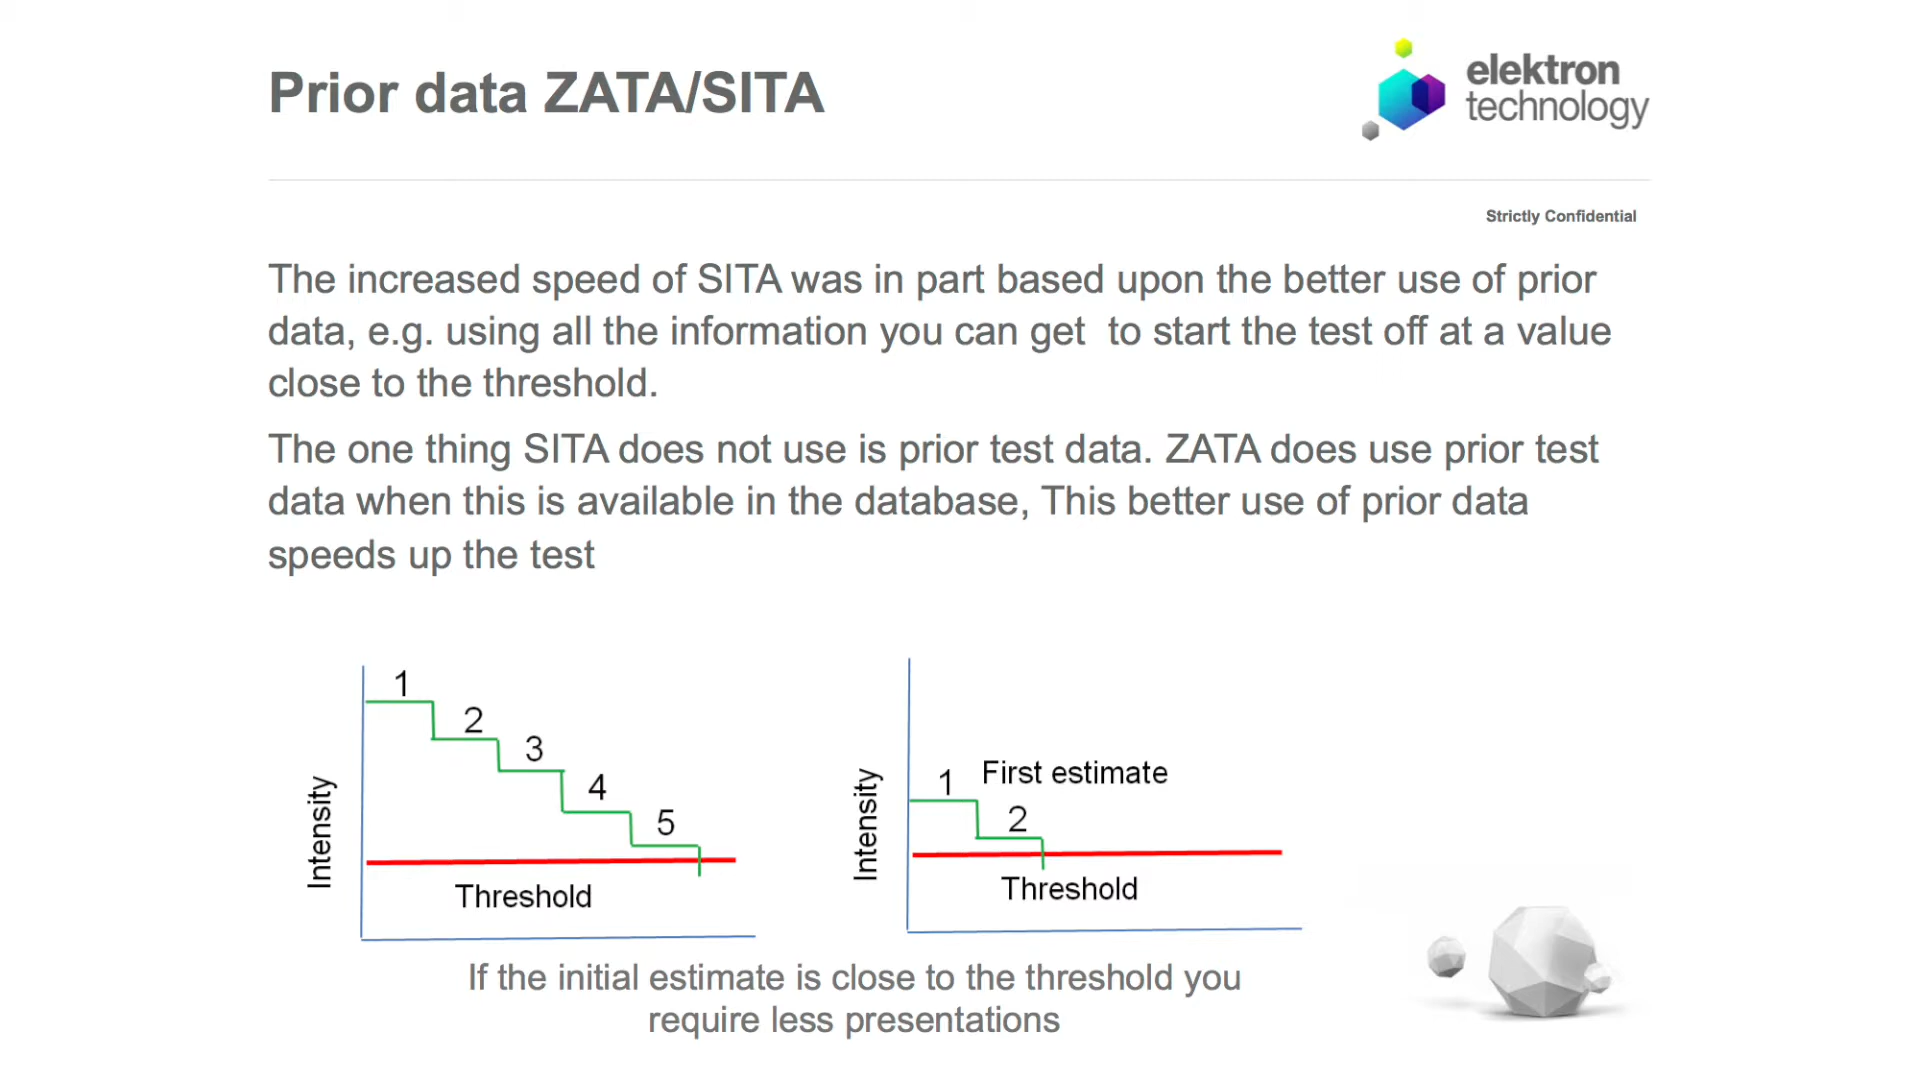 Prior data ZATA/SITA
elektron
technology
Strictly Confidential
The increased speed of SITA was in part based upon the better use of prior
data, e.g. using all the information you can get  to start the test off at a value
close to the threshold.
The one thing SITA does not use is prior test data. ZATA does use prior test
data when this is available in the database, This better use of prior data
speeds up the test
1
2
3
4
5
Intensity
Threshold
1
First estimate
2
Intensity
Threshold
If the initial estimate is close to the threshold you
require less presentations